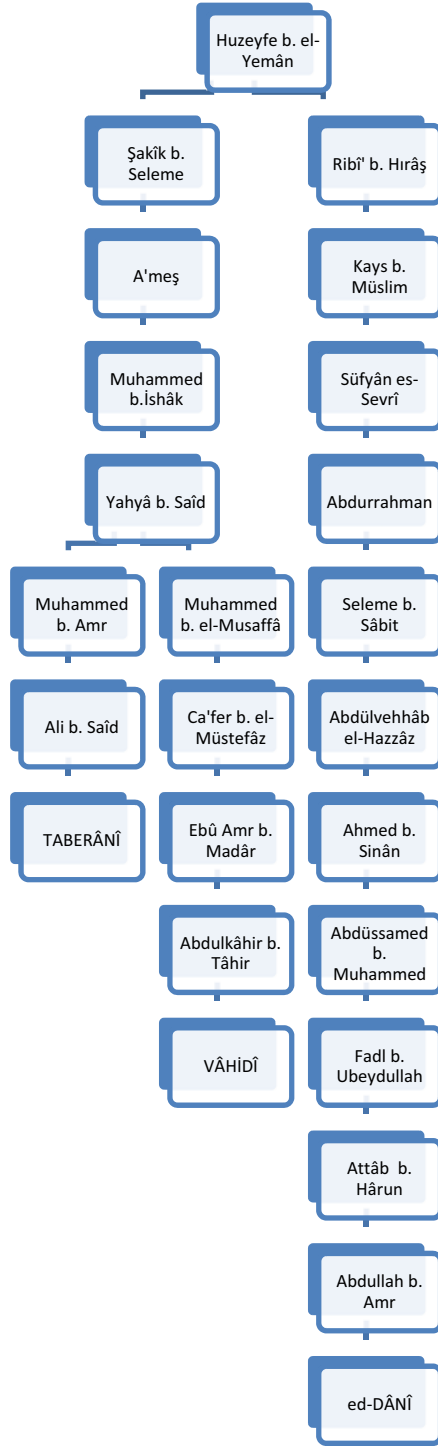 Huzeyfe b. el-
Yemân
Şakîk b.
Seleme
Ribî' b. Hırâş
A'meş
Kays b.
Müslim
Muhammed
b.İshâk
Süfyân es-
Sevrî
Yahyâ b. Saîd
Abdurrahman
Muhammed
b. Amr
Muhammed
b. el-Musaffâ
Seleme b.
Sâbit
Ali b. Saîd
Ca'fer b. el-
Müstefâz
Abdülvehhâb
el-Hazzâz
TABERÂNÎ
Ebû Amr b.
Madâr
Ahmed b.
Sinân
Abdulkâhir b.
Tâhir
Abdüssamed
b.
Muhammed
VÂHİDÎ
Fadl b.
Ubeydullah
Attâb  b.
Hârun
Abdullah b.
Amr
ed-DÂNÎ